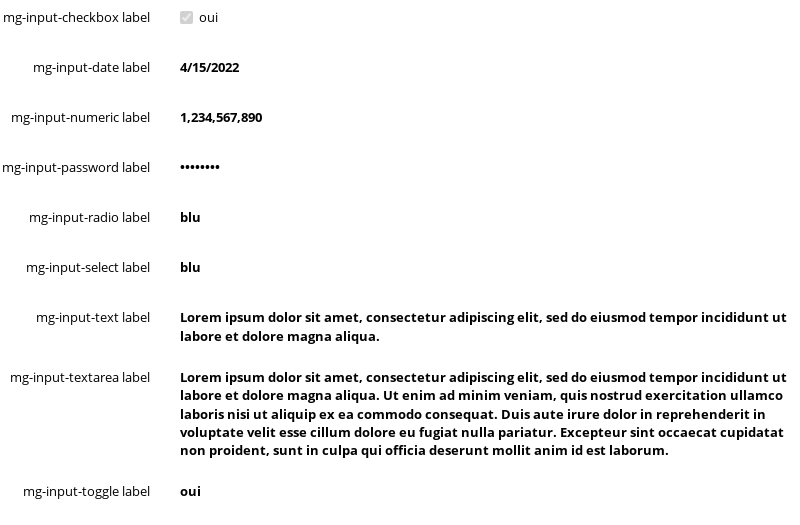 mg-input-checkbox label oui
mg-input-date label 4/15/2022
mg-input-numeric label 1,234,567,890
mg-input-password label ••••••••
mg-input-radio label blu
mg-input-select label blu
mg-input-text label Lorem ipsum dolor sit amet, consectetur adipiscing elit, sed do eiusmod tempor incididunt ut
labore et dolore magna aliqua.
mg-input-textarea label Lorem ipsum dolor sit amet, consectetur adipiscing elit, sed do eiusmod tempor incididunt ut
labore et dolore magna aliqua. Ut enim ad minim veniam, quis nostrud exercitation ullamco
laboris nisi ut aliquip ex ea commodo consequat. Duis aute irure dolor in reprehenderit in
voluptate velit esse cillum dolore eu fugiat nulla pariatur. Excepteur sint occaecat cupidatat
non proident, sunt in culpa qui officia deserunt mollit anim id est laborum.
mg-input-toggle label oui